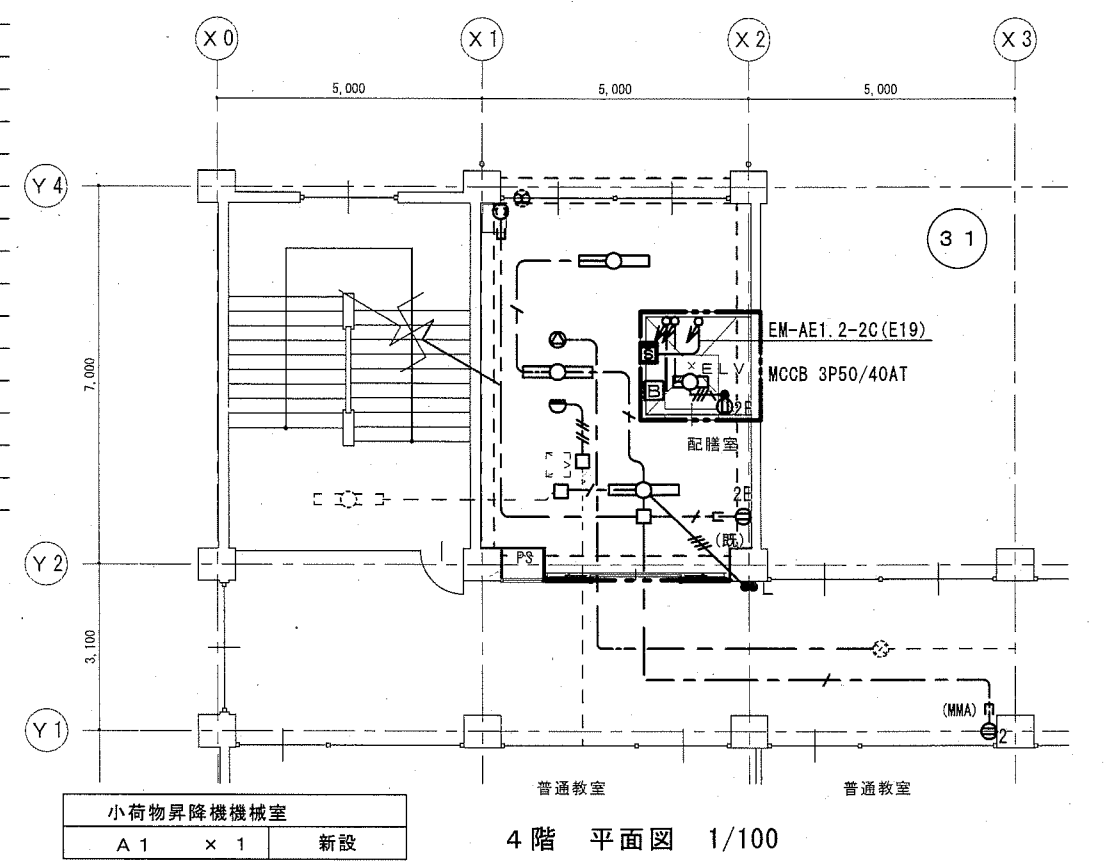 X0 X1 X2 X3
5,000 5,000 5,000
Y4
31
EM-AE1.2-2C(E19)
S
×ELV
MCCB 3P50/40AT
7,000
B
2E
配膳室
2E
(既)
PS
Y2
L
3,100
(MMA)
Y1
2
普通教室 普通教室
小荷物昇降機機械室
A1 × 1 新設
4階 平面図 1/100